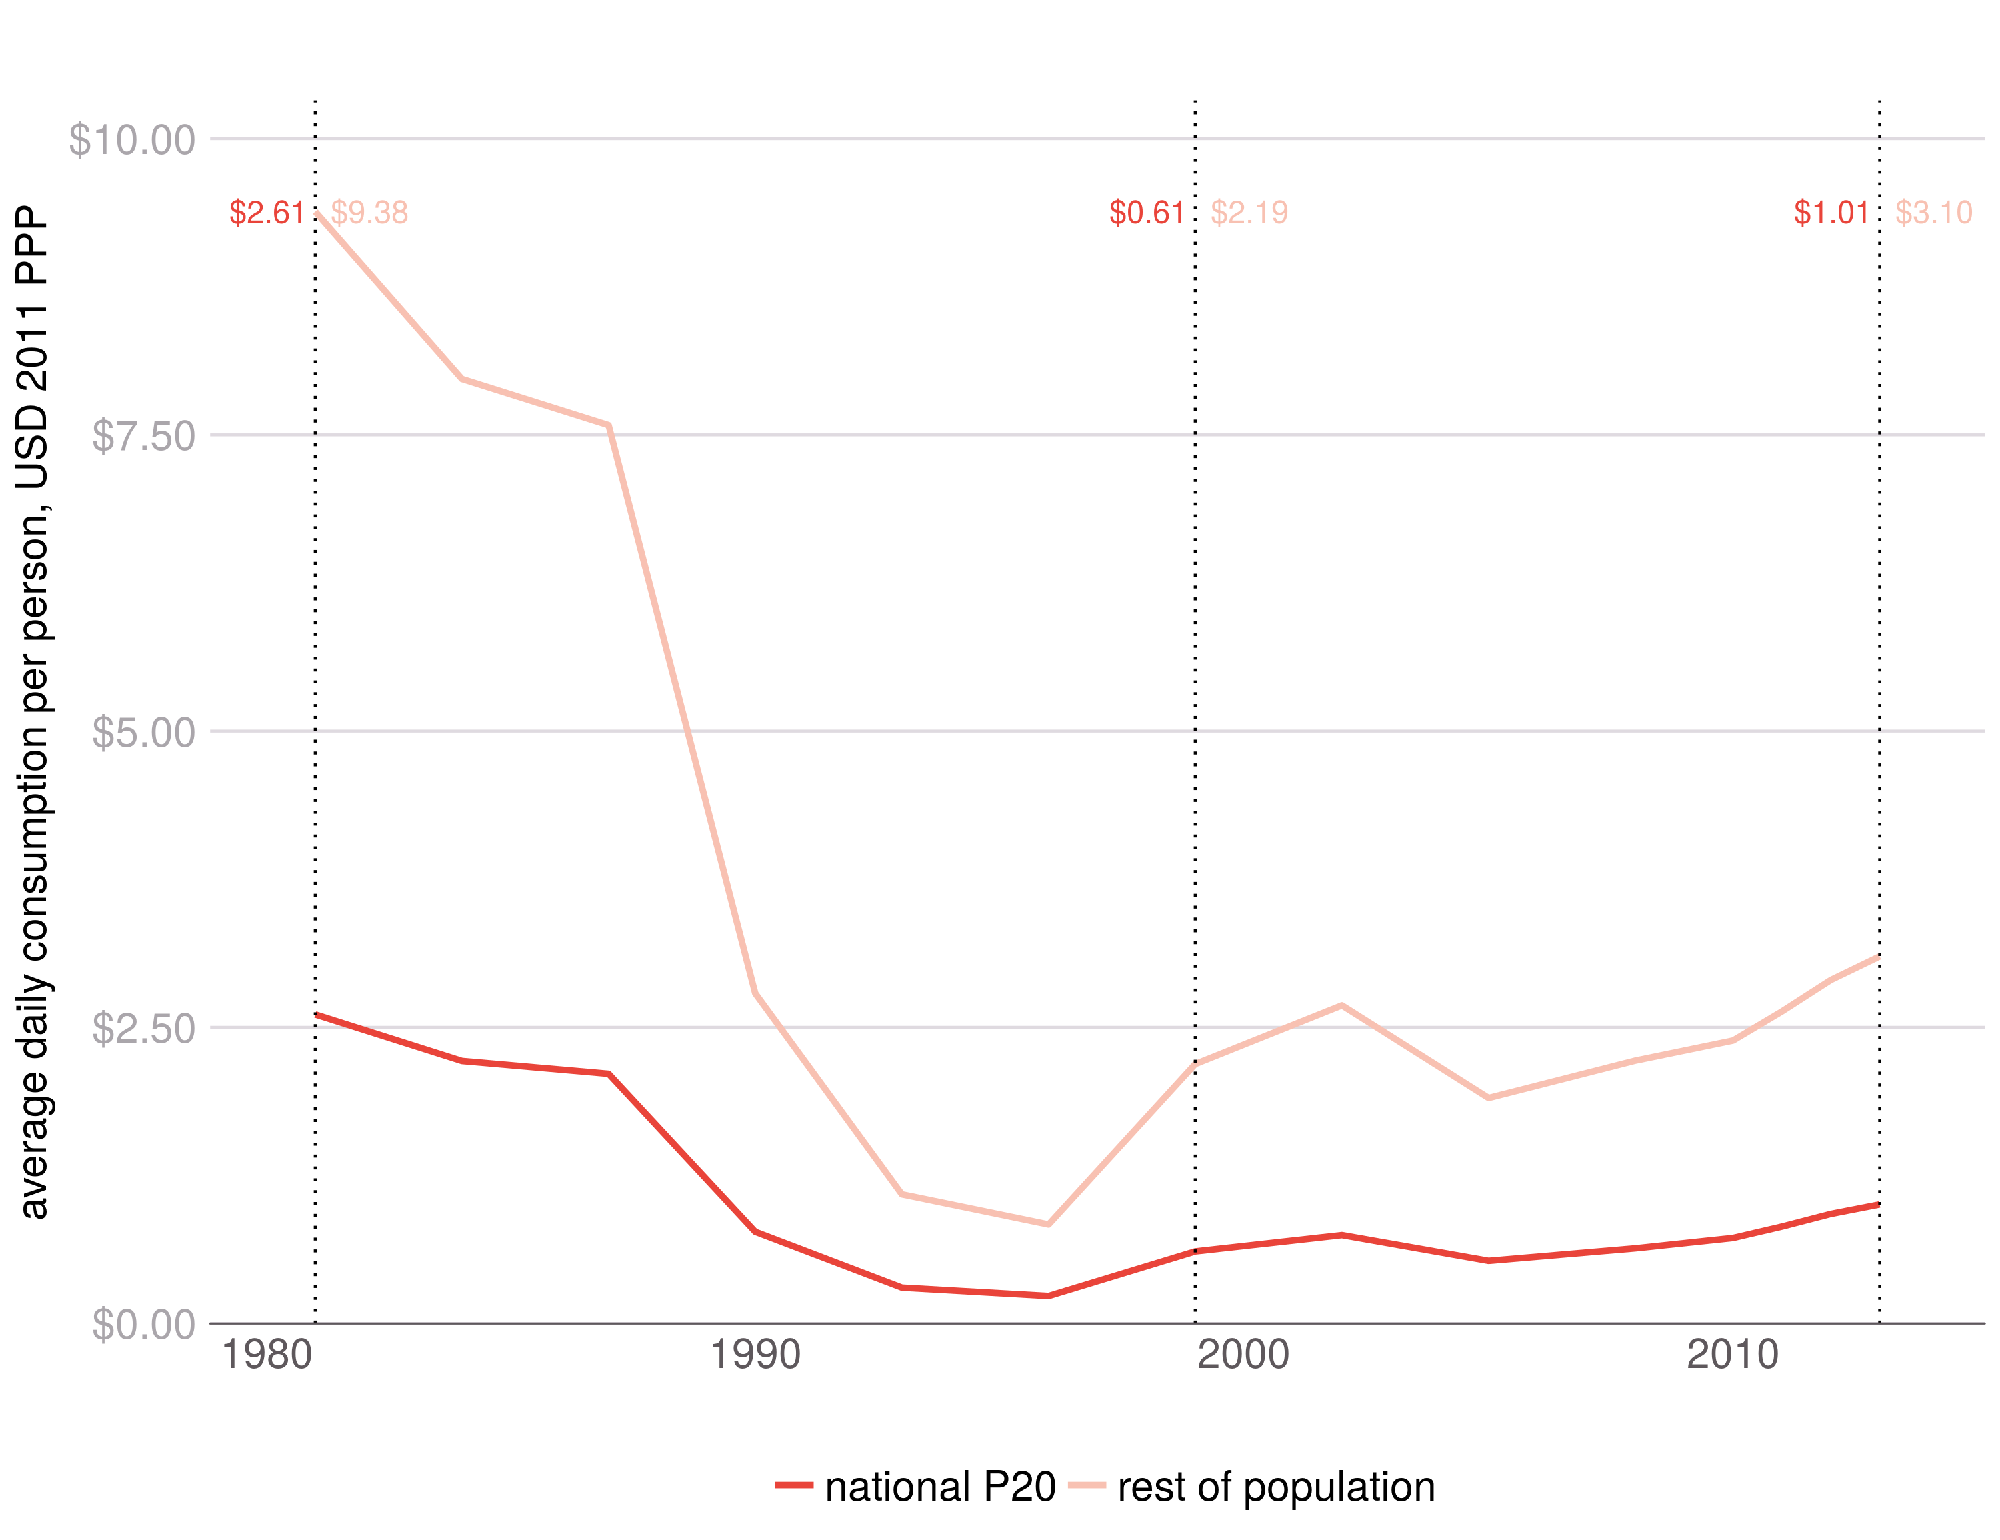 average daily consumption per person, USD 2011 PPP
$10.00
$7.50
$5.00
$2.50
$0.00
$2.61 $9.38
$0.61 $2.19
$1.01 $3.10
1980 1990 2000 2010
national P20 rest of population